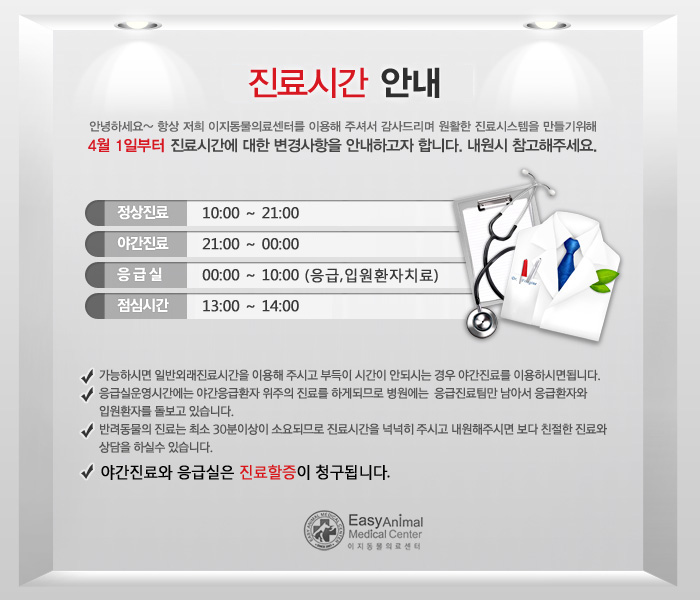 진료시간 안내
안녕하세요~ 항상 저희 이지동물의료센터를 이용해 주셔서 감사드리며 원활한 진료시스템을 만들기위해
4월 1일부터 진료시간에 대한 변경사항을 안내하고자 합니다. 내원시 참고해주세요.
정상진료 10:00 ~ 21:00
야간진료 21:00 ~ 00:00
응급실 00:00 ~ 10:00 (응급,입원환자치료)
점심시간 13:00 ~ 14:00
가능하시면 일반외래진료시간을 이용해 주시고 부득이 시간이 안되시는 경우 야간진료를 이용하시면됩니다.
응급실운영시간에는 야간응급환자 위주의 진료를 하게되므로 병원에는 응급진료팀만 남아서 응급환자와
입원환자를 돌보고 있습니다.
반려동물의 진료는 최소 30분이상이 소요되므로 진료시간을 넉넉히 주시고 내원해주시면 보다 친절한 진료와
상담을 하실수 있습니다.
야간진료와 응급실은 진료할증이 청구됩니다.
EASY ANIMAL MEDICAL CENTER
EasyAnimal
Medical Center
이지동물의료센터